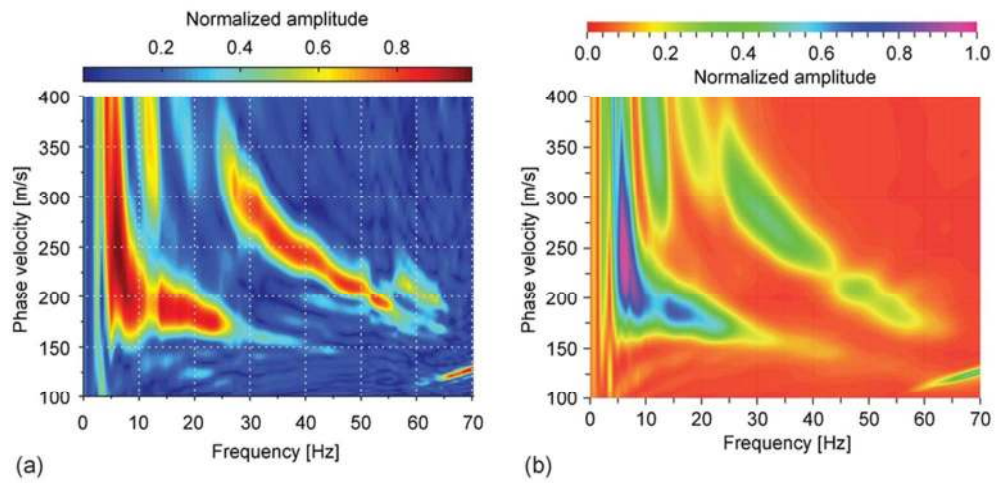 Normalized amplitude
0.2 0.4 0.6 0.8
400
350
300
250
200
150
100
Phase velocity [m/s]
0 10 20 30 40 50 60 70
Frequency [Hz]
(a)
0.0 0.2 0.4 0.6 0.8 1.0
Normalized amplitude
400
350
300
250
200
150
100
Phase velocity [m/s]
0 10 20 30 40 50 60 70
Frequency [Hz]
(b)